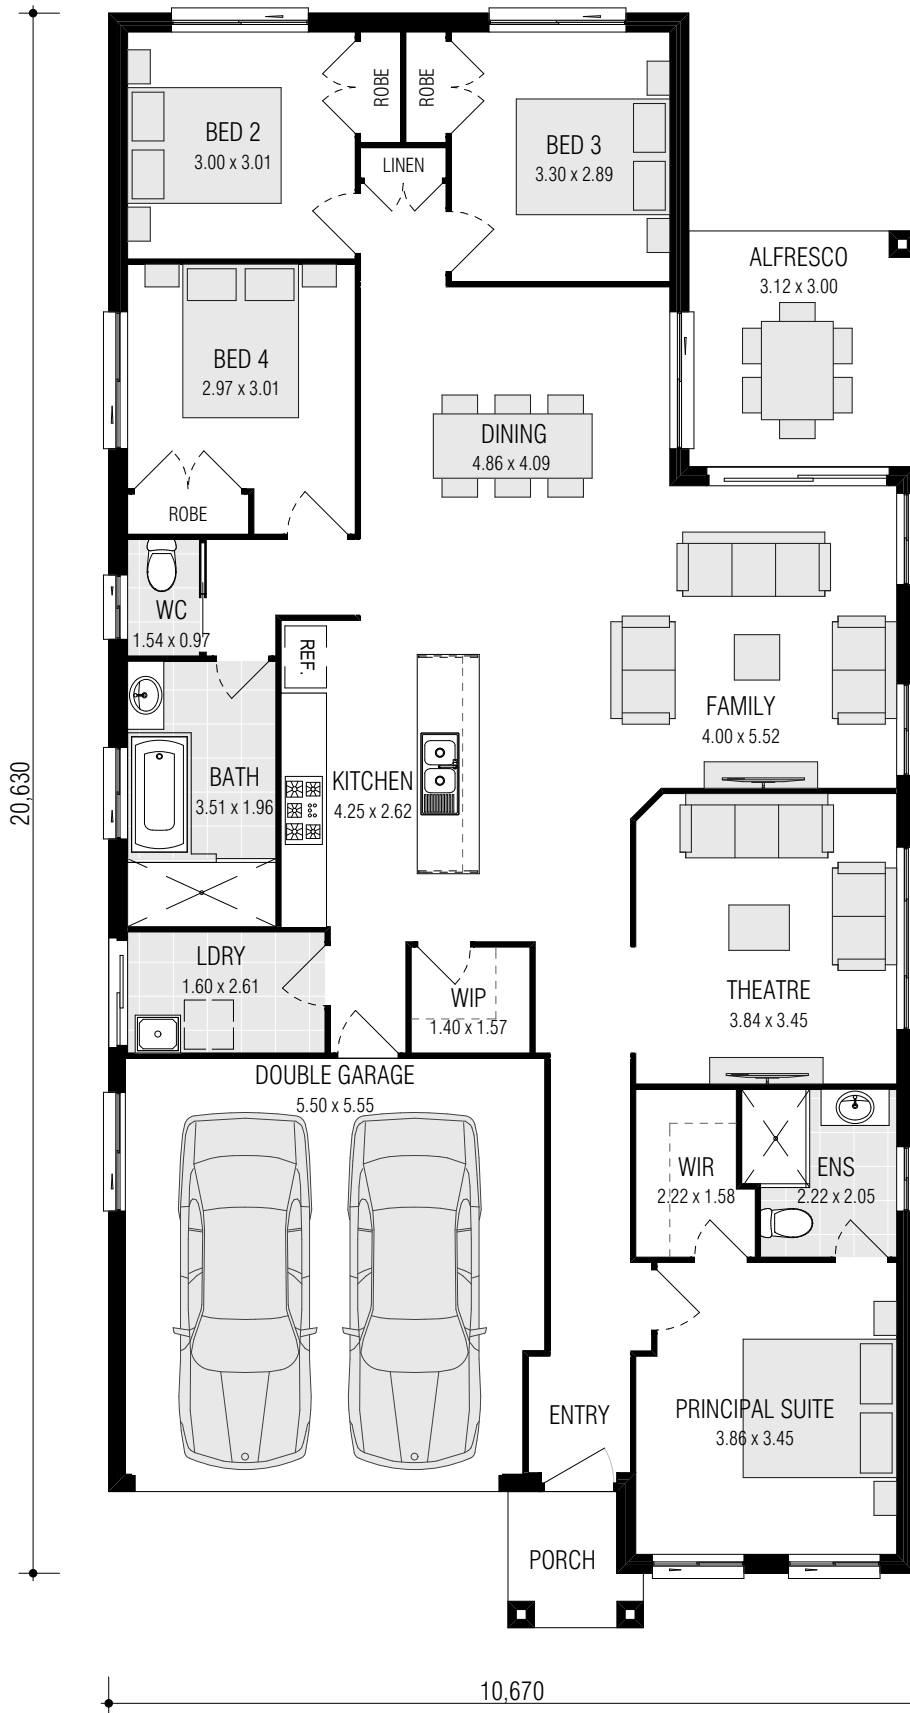 ROBE
ROBE
BED 2
3.00 x 3.01
BED 3
3.30 x 2.89
LINEN
ALFRESCO
3.12 x 3.00
BED 4
2.97 x 3.01
DINING
4.86 x 4.09
ROBE
WC
1.54 x 0.97
REF.
FAMILY
4.00 x 5.52
BATH
3.51 x 1.96
KITCHEN
4.25 x 2.62
20,630
LDRY
1.60 x 2.61
WIP
1.40 x 1.57
THEATRE
3.84 x 3.45
DOUBLE GARAGE
5.50 x 5.55
WIR
2.22 x 1.58
ENS
2.22 x 2.05
ENTRY
PRINCIPAL SUITE
3.86 x 3.45
PORCH
10,670